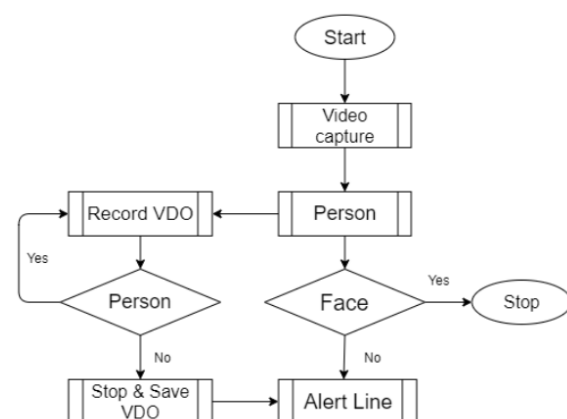 Start
Video
capture
Record VDO
Person
Yes
Person
Face
Yes
Stop
No
No
Stop & Save
VDO
Alert Line